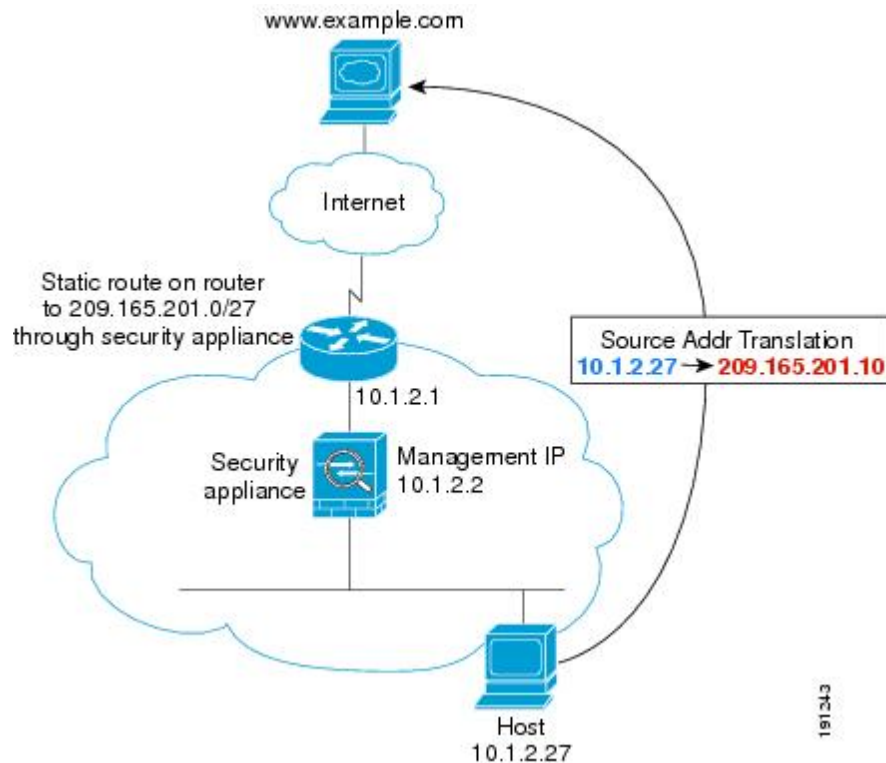 www.example.com
Internet
Static route on router
to 209.165.201.0/27
through security appliance
Source Addr Translation
10.1.2.27 → 209.165.201.10
10.1.2.1
Security
appliance
Management IP
10.1.2.2
Host
10.1.2.27
191243